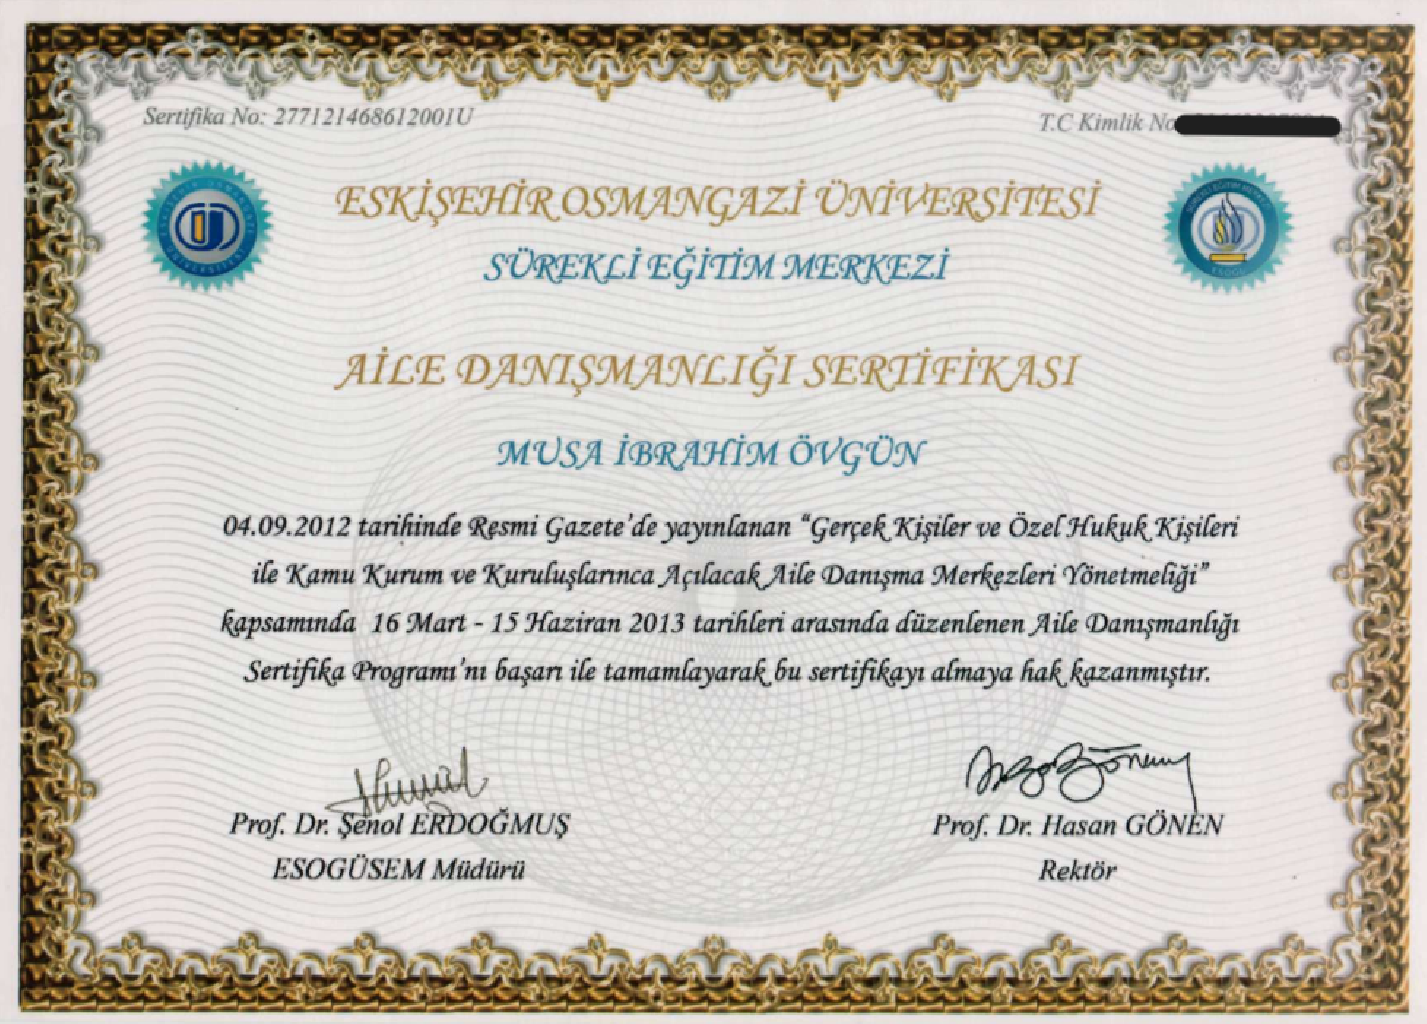 Sertifika No: 277121468612001U
T.C Kimlik No
ESKİŞEHİR OSMANGAZİ ÜNİVERSİTESİ
SÜREKLİ EĞİTİM MERKEZİ
AİLE DANIŞMANLIĞI SERTİFİKASI
MUSA İBRAHİM ÖVGÜN
04.09.2012 tarihinde Resmi Gazete'de yayınlanan "Gerçek Kişiler ve Özel Hukuk Kişileri
ile Kamu Kurum ve Kuruluşlarınca Açılacak Aile Danışma Merkezleri Yönetmeliği"
kapsamında 16 Mart - 15 Haziran 2013 tarihleri arasında düzenlenen Aile Danışmanlığı
Sertifika Programı'nı başarı ile tamamlayarak bu sertifikayı almaya hak kazanmıştır.
Prof. Dr. Şenol ERDOĞMUŞ
Prof. Dr. Hasan GÖNEN
ESOGÜSEM Müdürü
Rektör